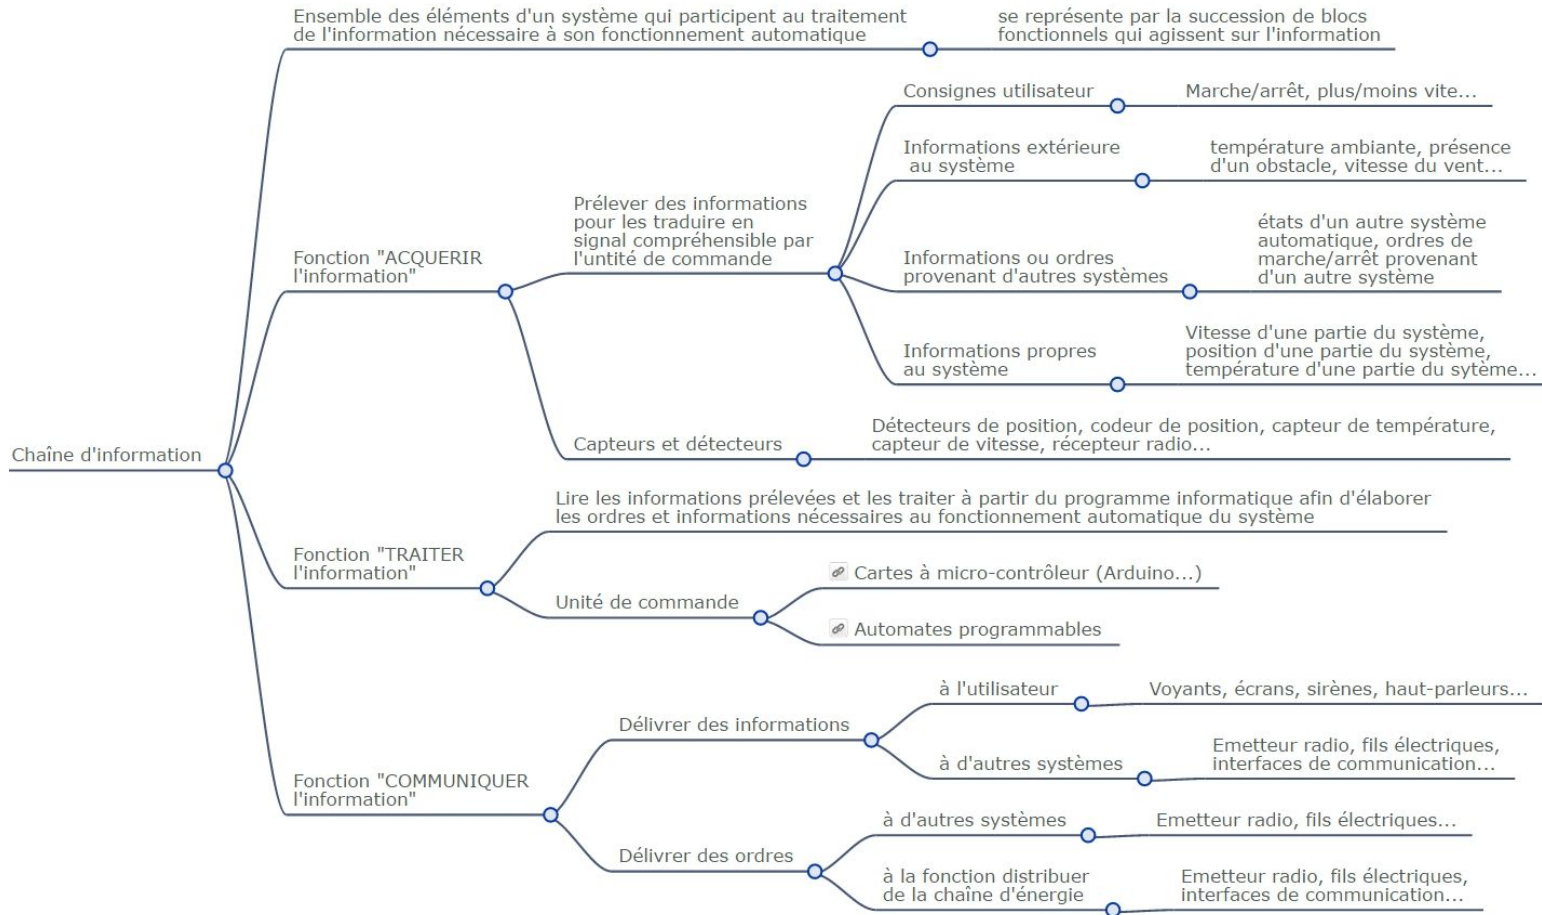 Ensemble des éléments d'un système qui participent au traitement
de l'information nécessaire à son fonctionnement automatique
se représente par la succession de blocs
fonctionnels qui agissent sur l'information
Consignes utilisateur
Marche/arrêt, plus/moins vite...
Informations extérieure
au système
température ambiante, présence
d'un obstacle, vitesse du vent...
Prélever des informations
pour les traduire en
signal compréhensible par
l'untité de commande
Fonction "ACQUERIR
l'information"
Informations ou ordres
provenant d'autres systèmes
états d'un autre système
automatique, ordres de
marche/arrêt provenant
d'un autre système
Informations propres
au système
Vitesse d'une partie du système,
position d'une partie du système,
température d'une partie du sytème...
Capteurs et détecteurs
Détecteurs de position, codeur de position, capteur de température,
capteur de vitesse, récepteur radio...
Chaîne d'information
Lire les informations prélevées et les traiter à partir du programme informatique afin d'élaborer
les ordres et informations nécessaires au fonctionnement automatique du système
Fonction "TRAITER
l'information"
Unité de commande
Cartes à micro-contrôleur (Arduino...)
Automates programmables
Fonction "COMMUNIQUER
l'information"
Délivrer des informations
à l'utilisateur
Voyants, écrans, sirènes, haut-parleurs...
à d'autres systèmes
Emetteur radio, fils électriques,
interfaces de communication...
Délivrer des ordres
à d'autres systèmes
Emetteur radio, fils électriques...
à la fonction distribuer
de la chaîne d'énergie
Emetteur radio, fils électriques,
interfaces de communication...